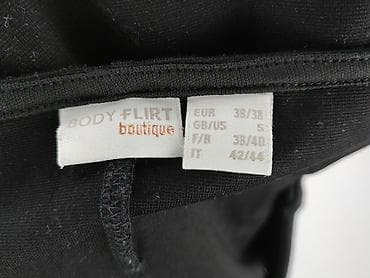 BODY FLIRT
boutique
EUR 36/38
GB/US S
F/B 38/40
IT 42/44